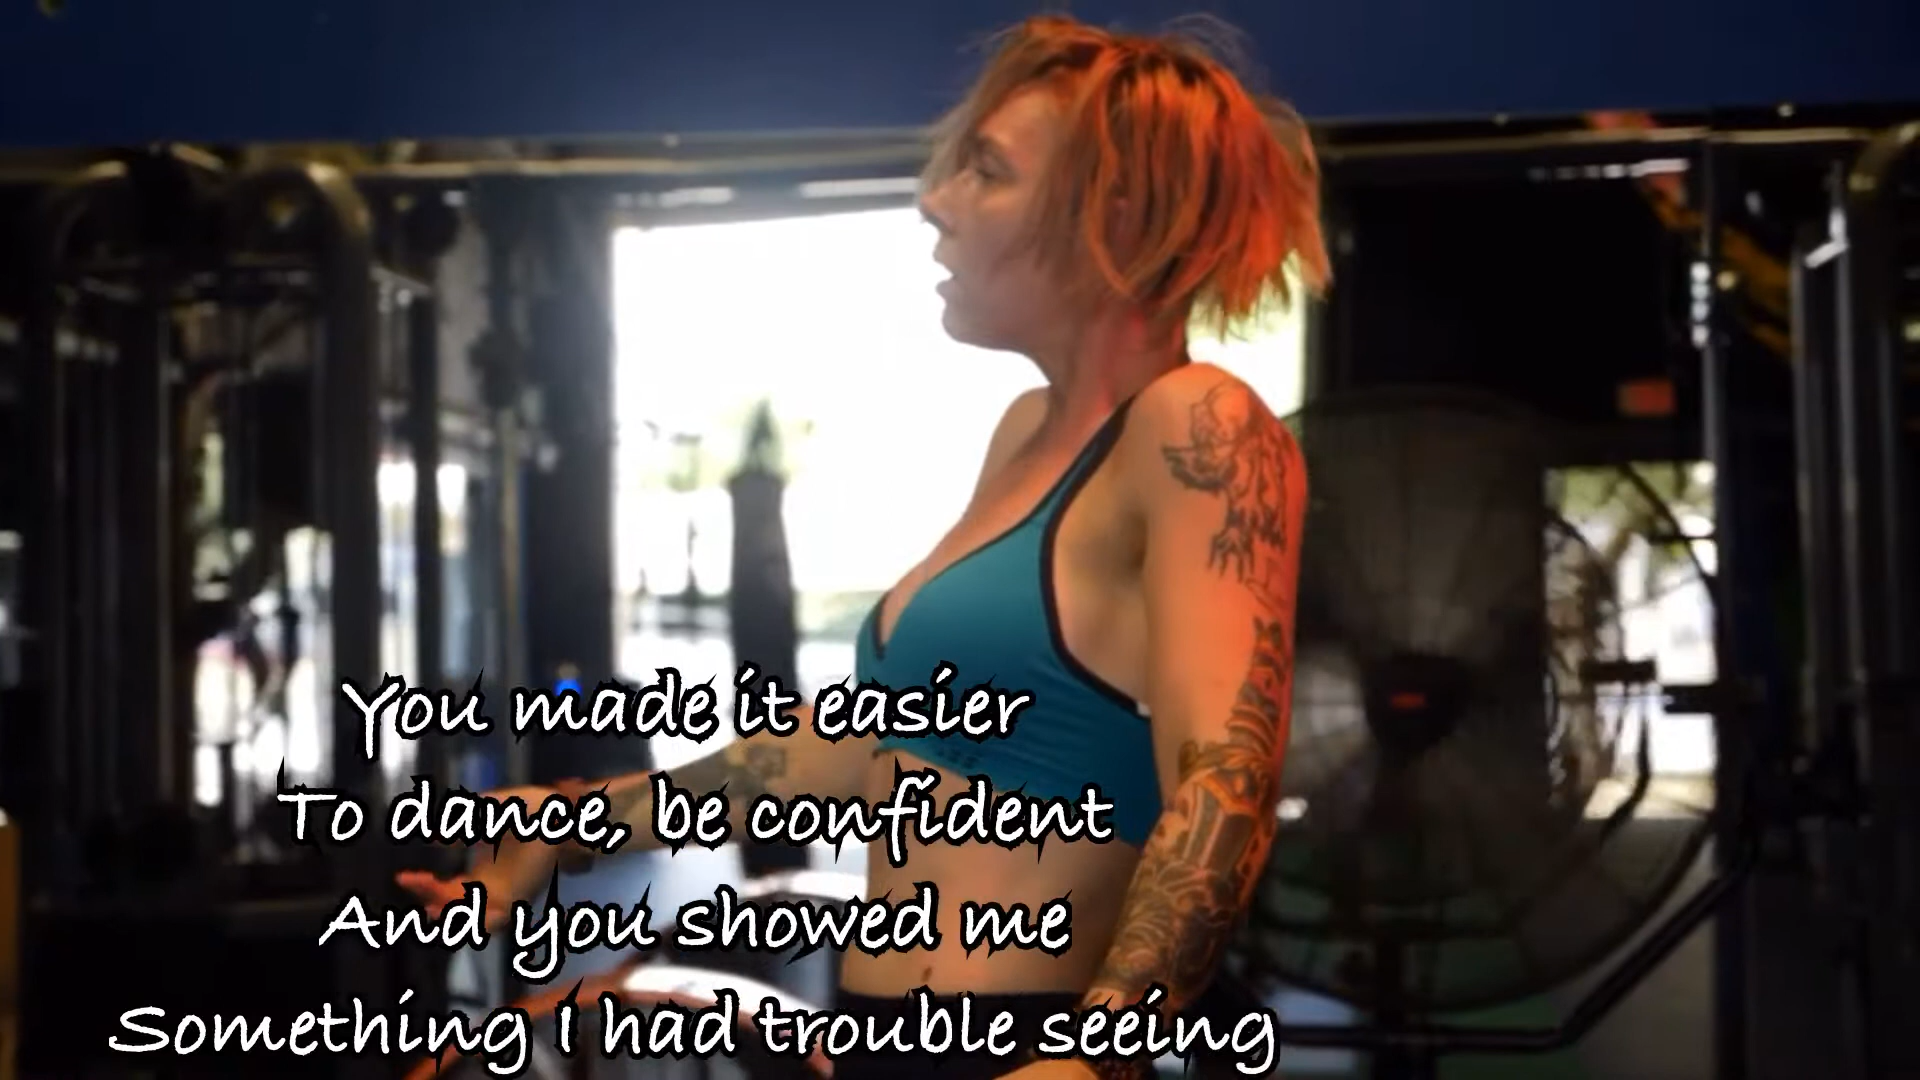 You made it easier
To dance, be confident
And you showed me
Something I had trouble seeing